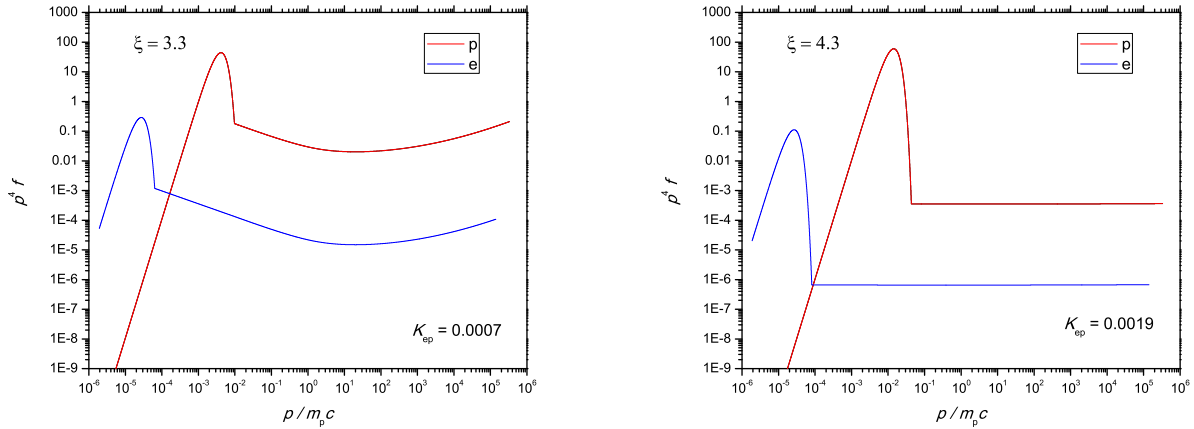 ξ = 3.3
p
e
1000
100
10
1
0.1
0.01
1E-3
1E-4
1E-5
1E-6
1E-7
1E-8
1E-9
p⁴ f
K_ep = 0.0007
10⁻⁶ 10⁻⁵ 10⁻⁴ 10⁻³ 10⁻² 10⁻¹ 10⁰ 10¹ 10² 10³ 10⁴ 10⁵ 10⁶
p / m_p c
ξ = 4.3
p
e
1000
100
10
1
0.1
0.01
1E-3
1E-4
1E-5
1E-6
1E-7
1E-8
1E-9
p⁴ f
K_ep = 0.0019
10⁻⁶ 10⁻⁵ 10⁻⁴ 10⁻³ 10⁻² 10⁻¹ 10⁰ 10¹ 10² 10³ 10⁴ 10⁵ 10⁶
p / m_p c